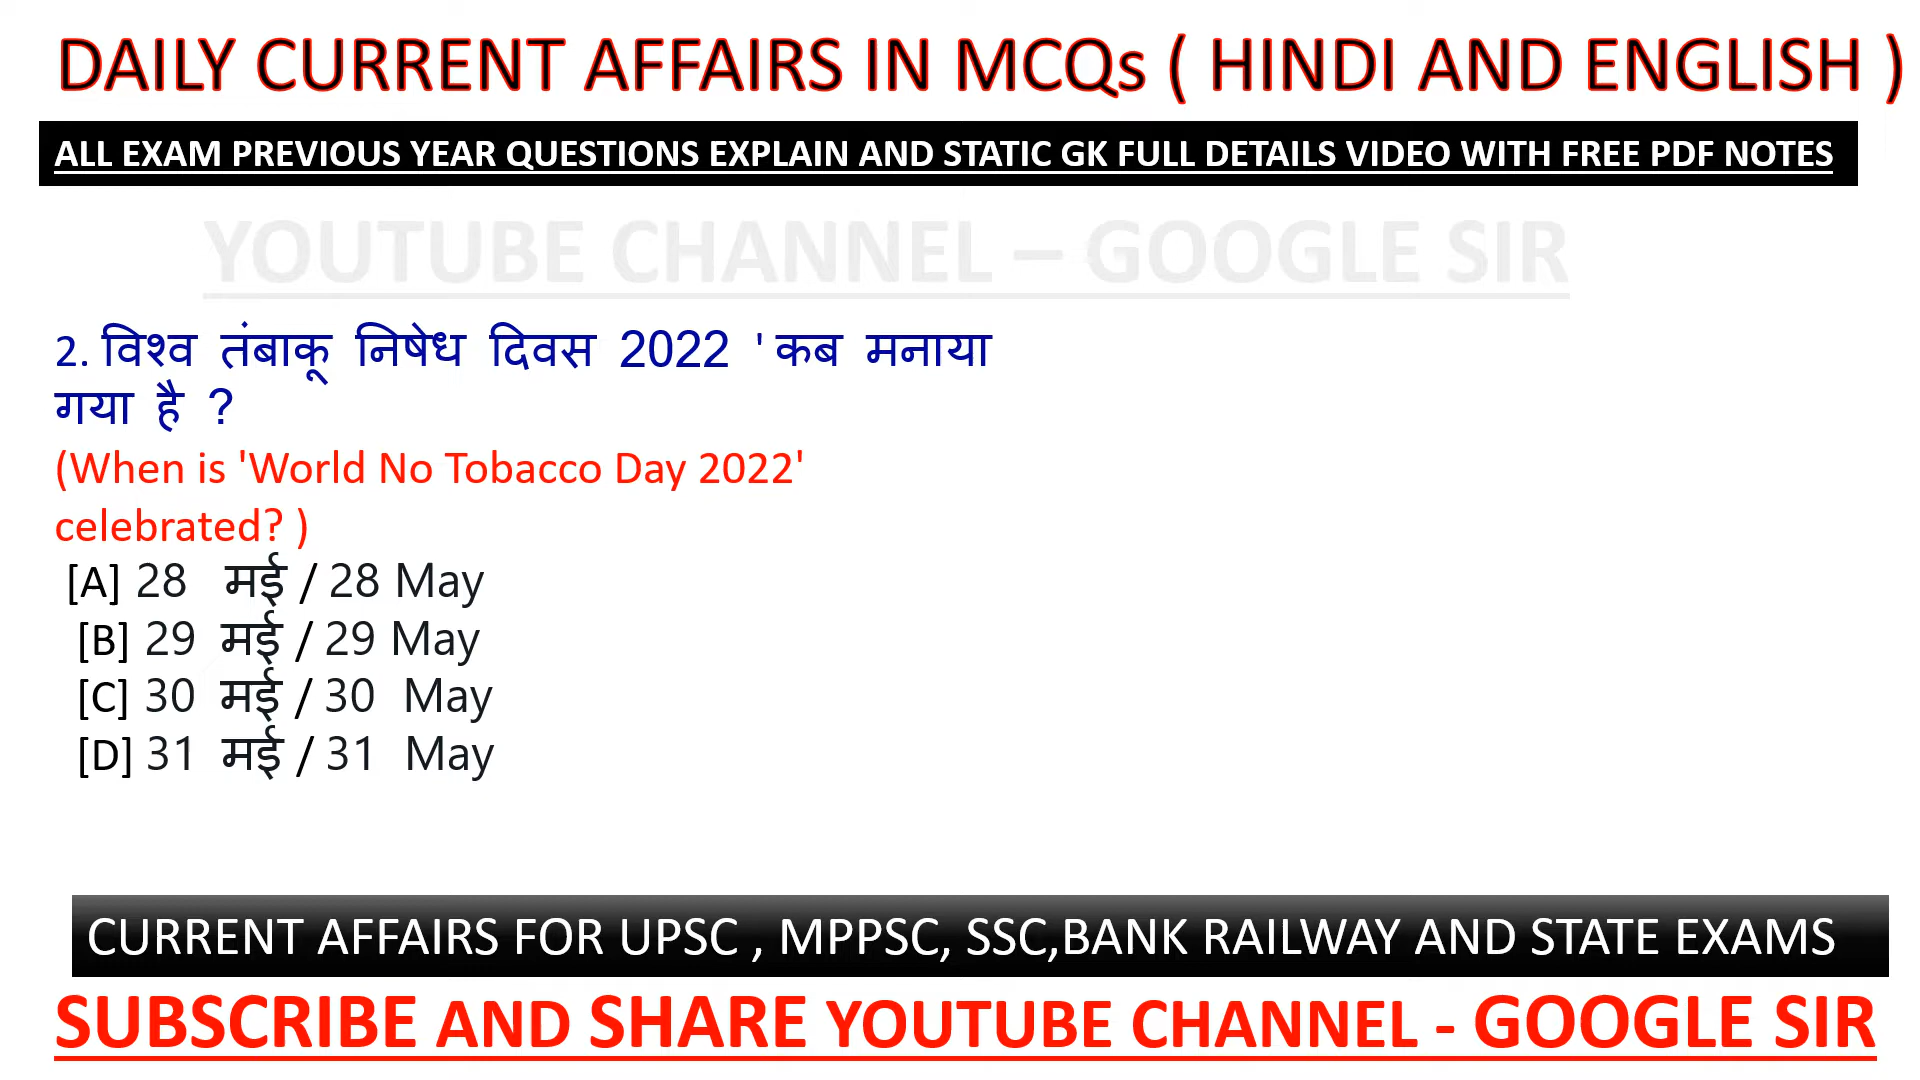 DAILY CURRENT AFFAIRS IN MCQs ( HINDI AND ENGLISH )
ALL EXAM PREVIOUS YEAR QUESTIONS EXPLAIN AND STATIC GK FULL DETAILS VIDEO WITH FREE PDF NOTES
YOUTUBE CHANNEL – GOOGLE SIR
2. विश्व तंबाकू निषेध दिवस 2022 ' कब मनाया
गया है ?
(When is 'World No Tobacco Day 2022'
celebrated? )
[A] 28 मई / 28 May
[B] 29 मई / 29 May
[C] 30 मई / 30 May
[D] 31 मई / 31 May
CURRENT AFFAIRS FOR UPSC , MPPSC, SSC,BANK RAILWAY AND STATE EXAMS
SUBSCRIBE AND SHARE YOUTUBE CHANNEL - GOOGLE SIR